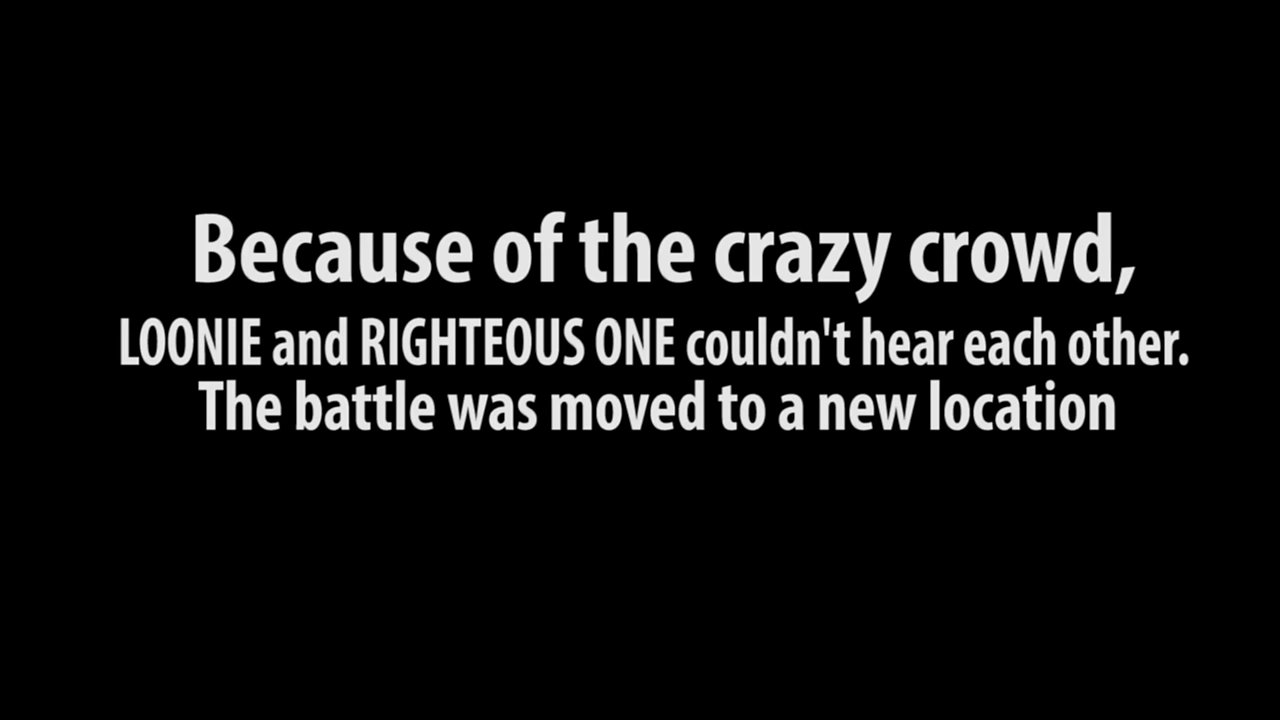 Because of the crazy crowd,
LOONIE and RIGHTEOUS ONE couldn't hear each other.
The battle was moved to a new location